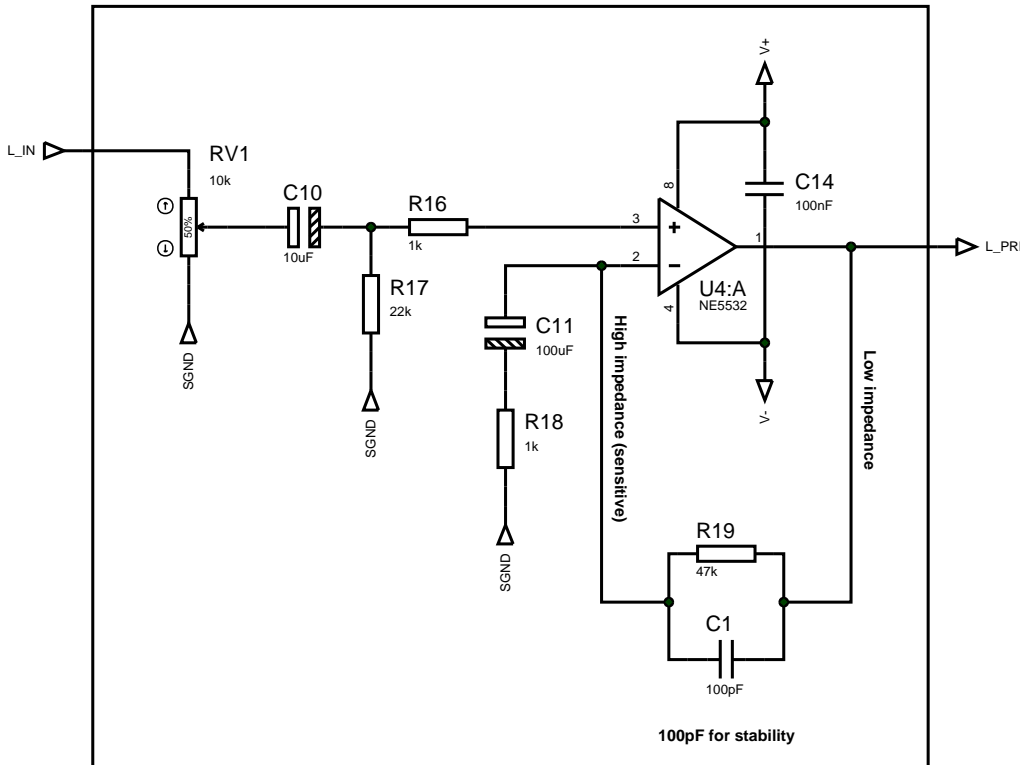 L_IN
RV1
10k
50%
SGND
C10
10uF
R17
22k
SGND
R16
1k
C11
100uF
R18
1k
SGND
3
2
8
4
1
U4:A
NE5532
V+
C14
100nF
V-
L_PR
High impedance (sensitive)
Low impedance
R19
47k
C1
100pF
100pF for stability